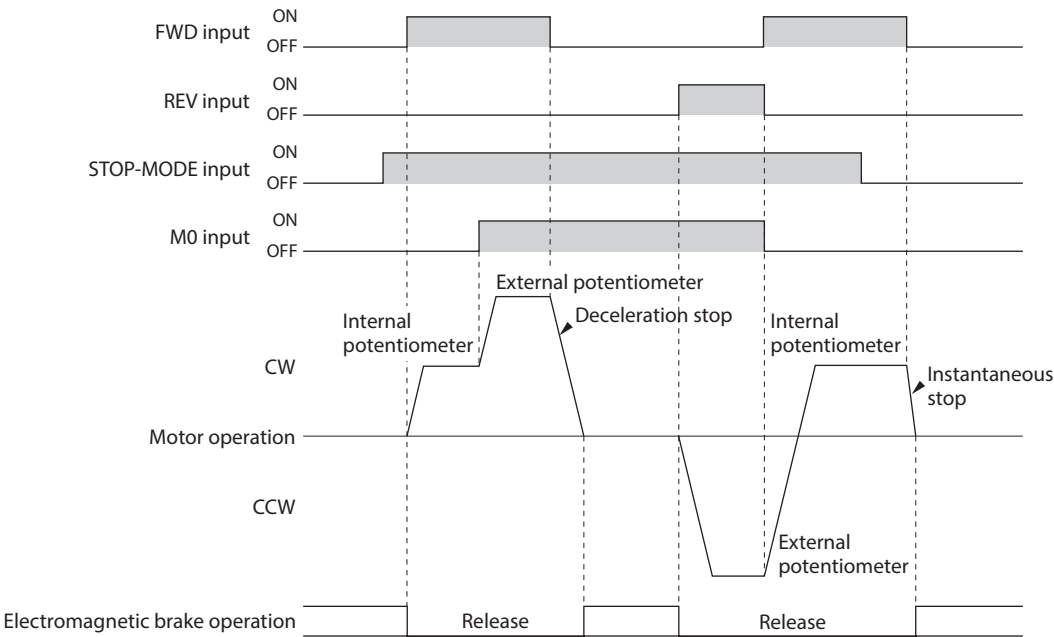 ON
FWD input
OFF
ON
REV input
OFF
ON
STOP-MODE input
OFF
ON
M0 input
OFF
External potentiometer
Deceleration stop
Internal
potentiometer
Internal
potentiometer
CW
Instantaneous
stop
Motor operation
CCW
External
potentiometer
Electromagnetic brake operation
Release
Release